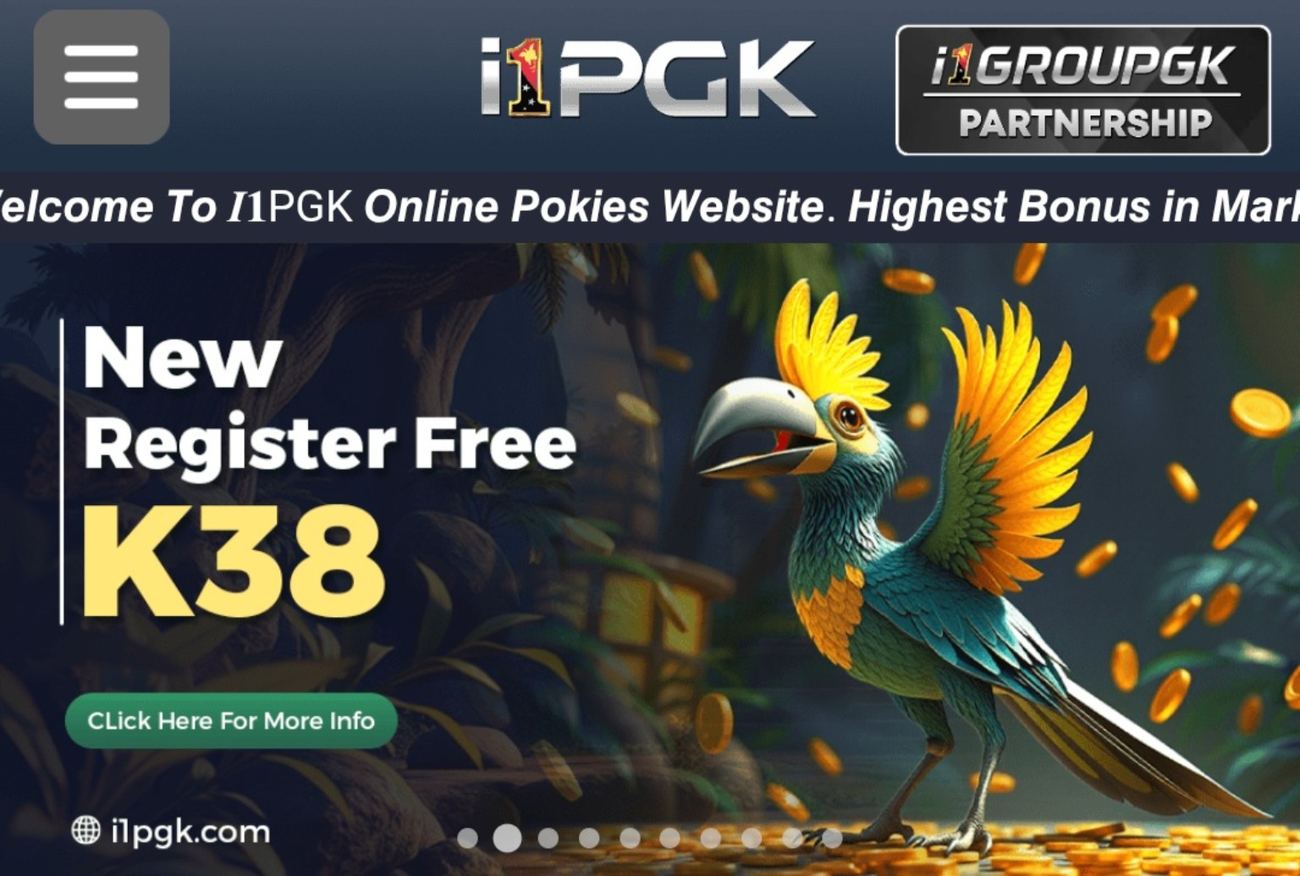 i1PGK
i1GROUPGK
PARTNERSHIP
elcome To I1PGK Online Pokies Website. Highest Bonus in Mark
New
Register Free
K38
CLick Here For More Info
i1pgk.com